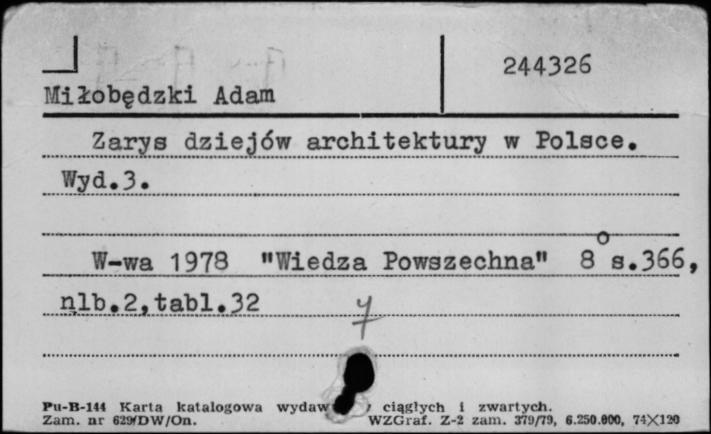 244326
Miłobędzki Adam
Zarys dziejów architektury w Polsce.
Wyd.3.
W-wa 1978 "Wiedza Powszechna" 8° s.366,
nlb.2,tabl.32
Pu-B-144 Karta katalogowa ciągłych i zwartych.
Zam. nr 629/DW/On. WZGraf. Z-2 zam. 379/79, 6.250.000, 74×120